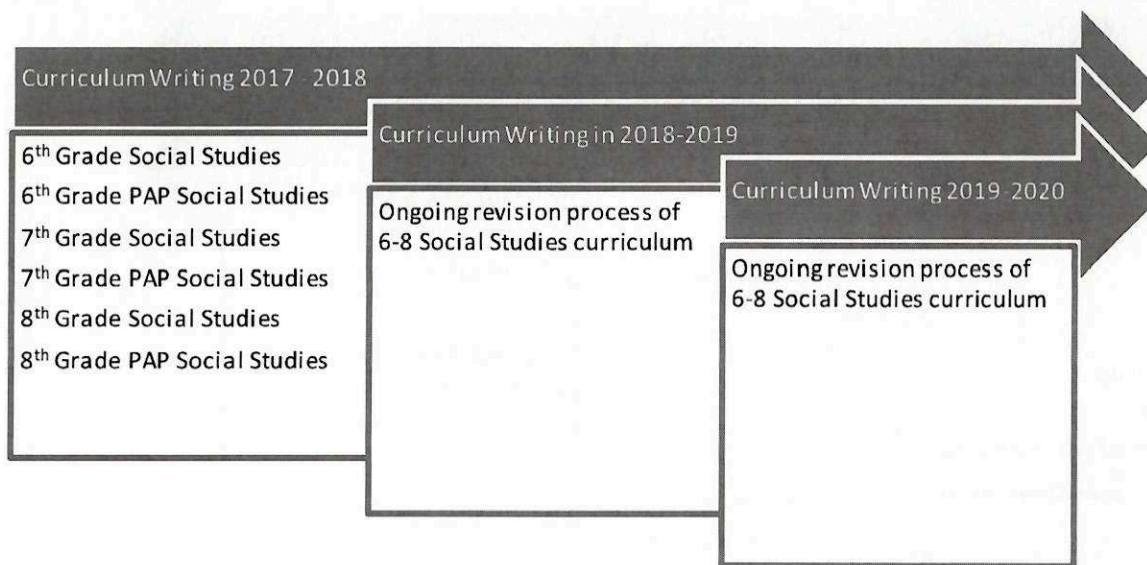 Curriculum Writing 2017-2018
6th Grade Social Studies
6th Grade PAP Social Studies
7th Grade Social Studies
7th Grade PAP Social Studies
8th Grade Social Studies
8th Grade PAP Social Studies
Curriculum Writing in 2018-2019
Ongoing revision process of
6-8 Social Studies curriculum
Curriculum Writing 2019-2020
Ongoing revision process of
6-8 Social Studies curriculum